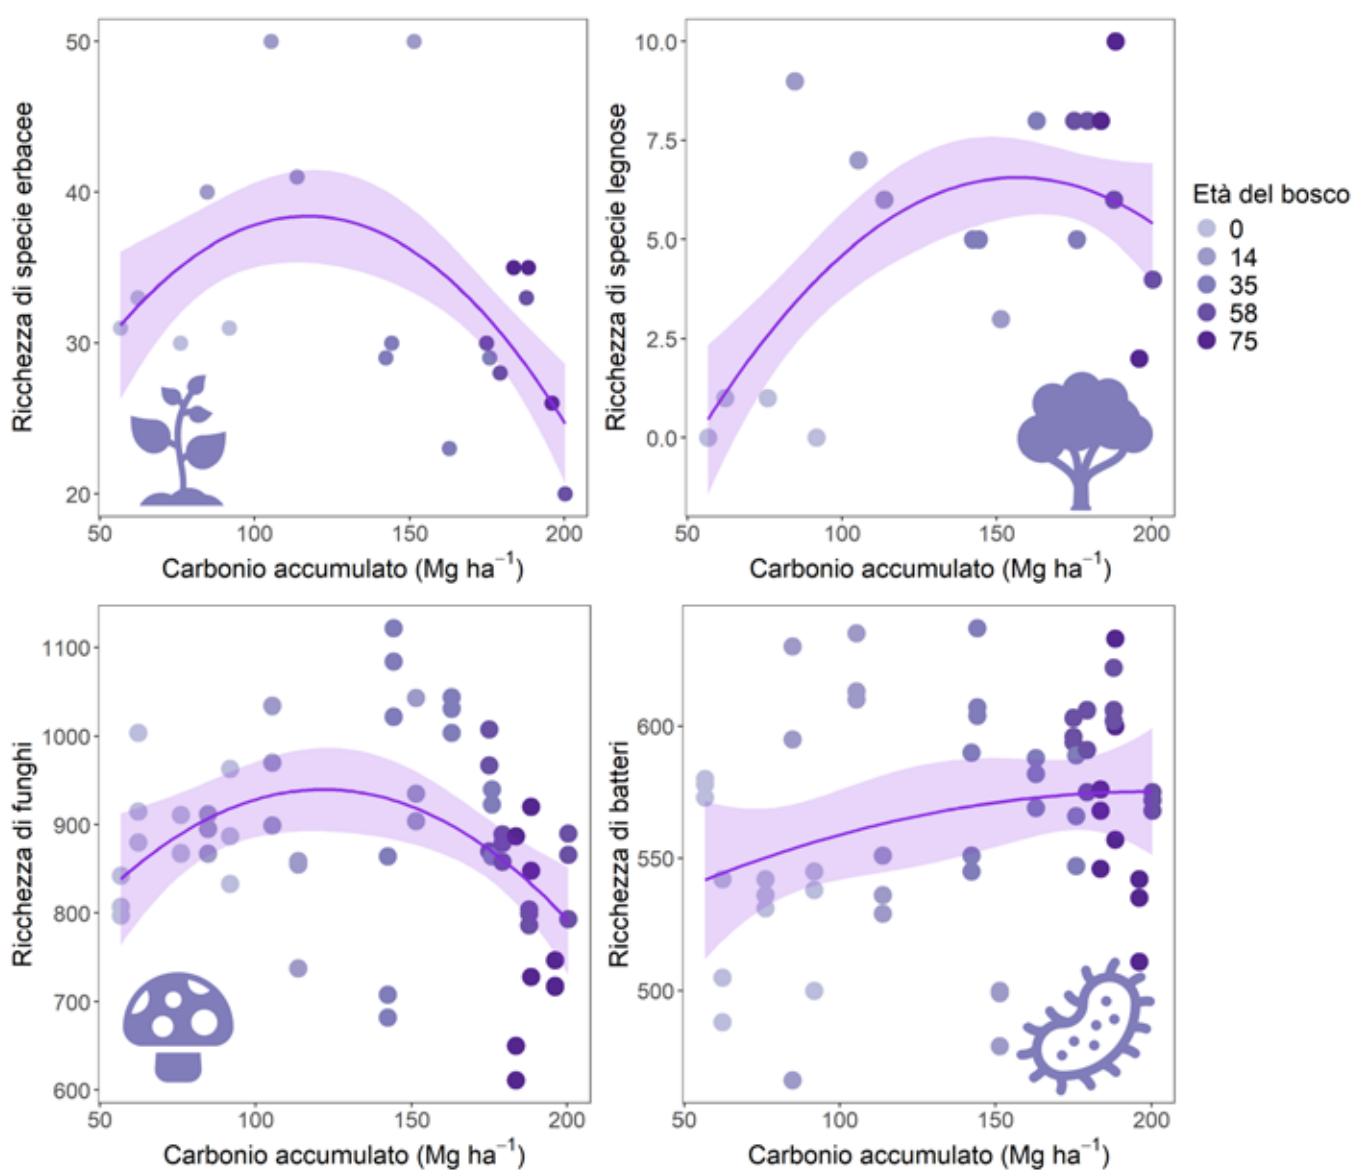 Ricchezza di specie erbacee
50
40
30
20
50 100 150 200
Carbonio accumulato (Mg ha⁻¹)
Ricchezza di specie legnose
10.0
7.5
5.0
2.5
0.0
50 100 150 200
Carbonio accumulato (Mg ha⁻¹)
Età del bosco
0
14
35
58
75
Ricchezza di funghi
1100
1000
900
800
700
600
50 100 150 200
Carbonio accumulato (Mg ha⁻¹)
Ricchezza di batteri
600
550
500
50 100 150 200
Carbonio accumulato (Mg ha⁻¹)